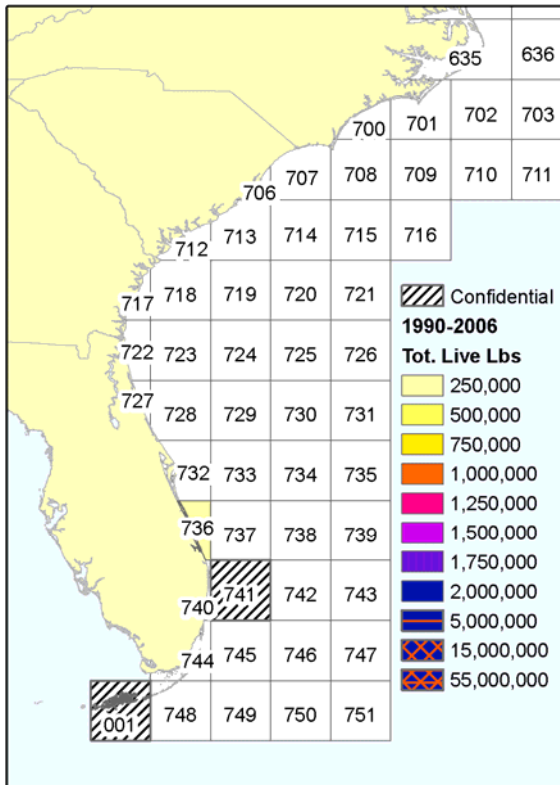 635 636
700 701 702 703
706 707 708 709 710 711
712 713 714 715 716
717 718 719 720 721
722 723 724 725 726
727 728 729 730 731
732 733 734 735
736 737 738 739
740 741 742 743
744 745 746 747
001 748 749 750 751
Confidential
1990-2006
Tot. Live Lbs
250,000
500,000
750,000
1,000,000
1,250,000
1,500,000
1,750,000
2,000,000
5,000,000
15,000,000
55,000,000